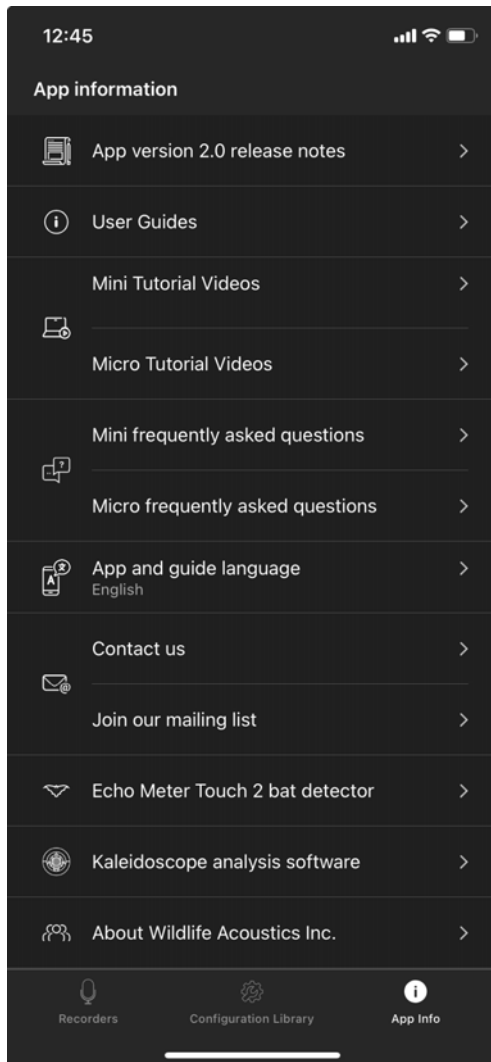 12:45
App information
App version 2.0 release notes
User Guides
Mini Tutorial Videos
Micro Tutorial Videos
Mini frequently asked questions
Micro frequently asked questions
App and guide language
English
Contact us
Join our mailing list
Echo Meter Touch 2 bat detector
Kaleidoscope analysis software
About Wildlife Acoustics Inc.
Recorders
Configuration Library
App Info